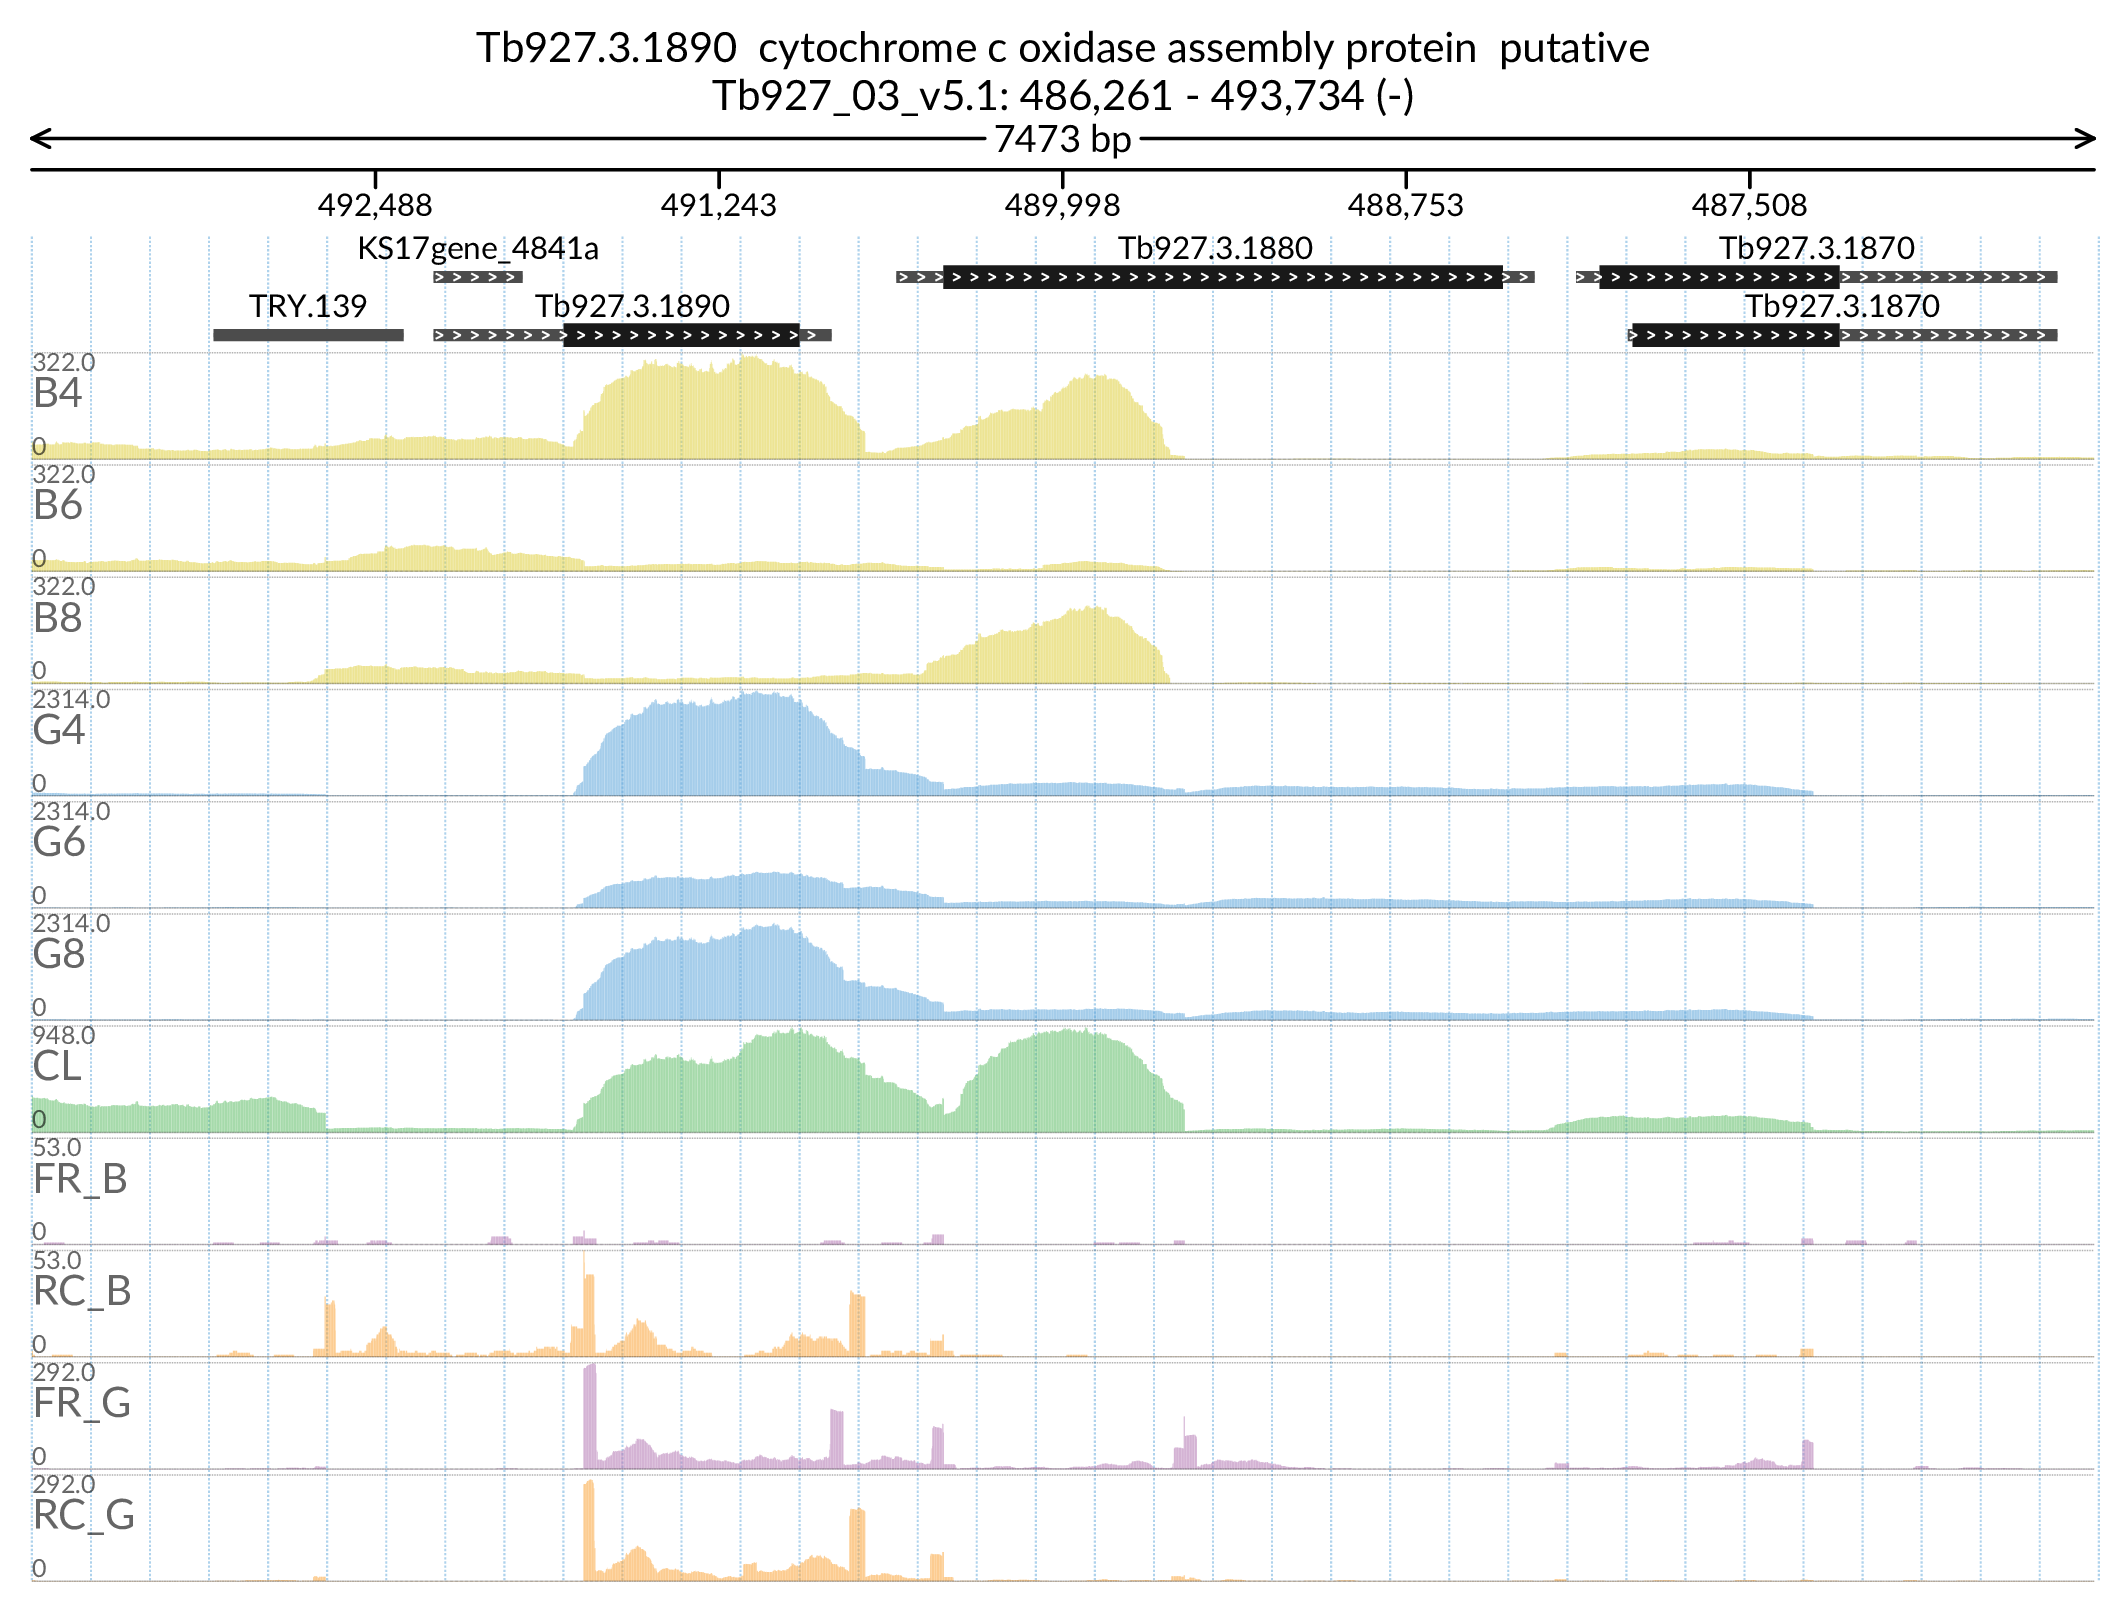 Tb927.3.1890  cytochrome c oxidase assembly protein  putative
Tb927_03_v5.1: 486,261 - 493,734 (-)
7473 bp
492,488 491,243 489,998 488,753 487,508
KS17gene_4841a Tb927.3.1880 Tb927.3.1870
TRY.139 Tb927.3.1890 Tb927.3.1870
322.0
B4
0
322.0
B6
0
322.0
B8
0
2314.0
G4
0
2314.0
G6
0
2314.0
G8
0
948.0
CL
0
53.0
FR_B
0
53.0
RC_B
0
292.0
FR_G
0
292.0
RC_G
0